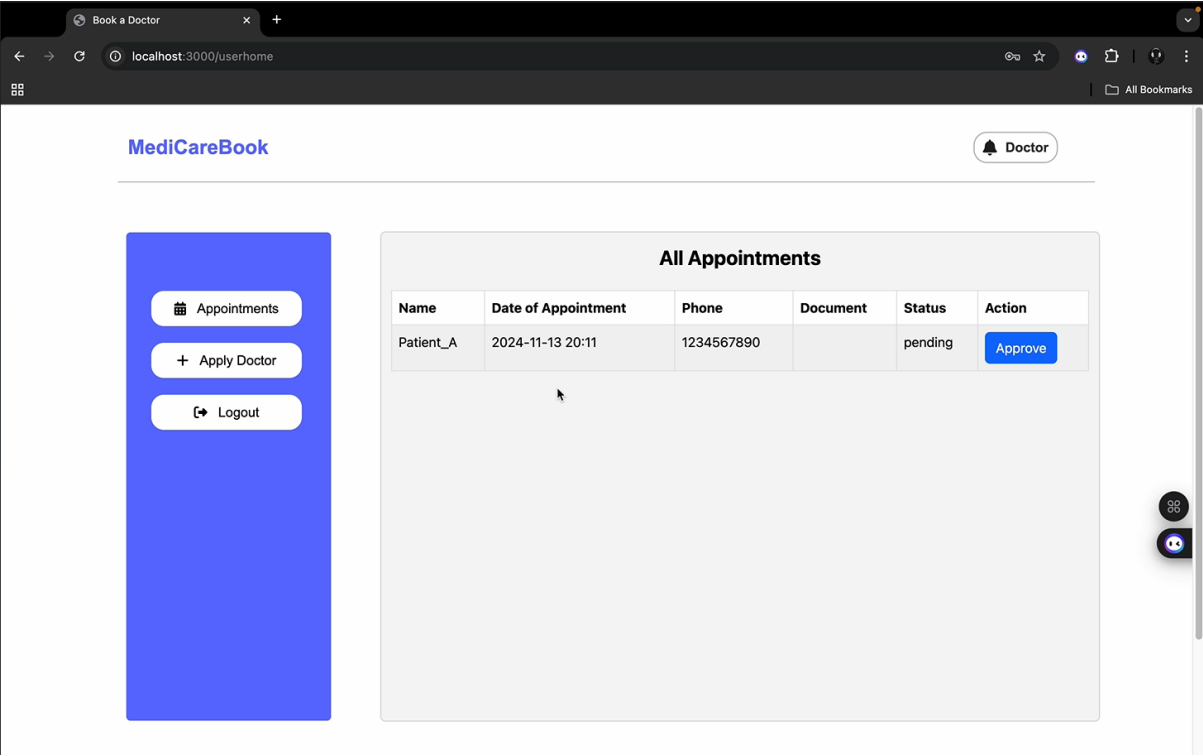 Book a Doctor
localhost:3000/userhome
All Bookmarks
MediCareBook
Doctor
Appointments
Apply Doctor
Logout
All Appointments
Name Date of Appointment Phone Document Status Action
Patient_A 2024-11-13 20:11 1234567890 pending Approve